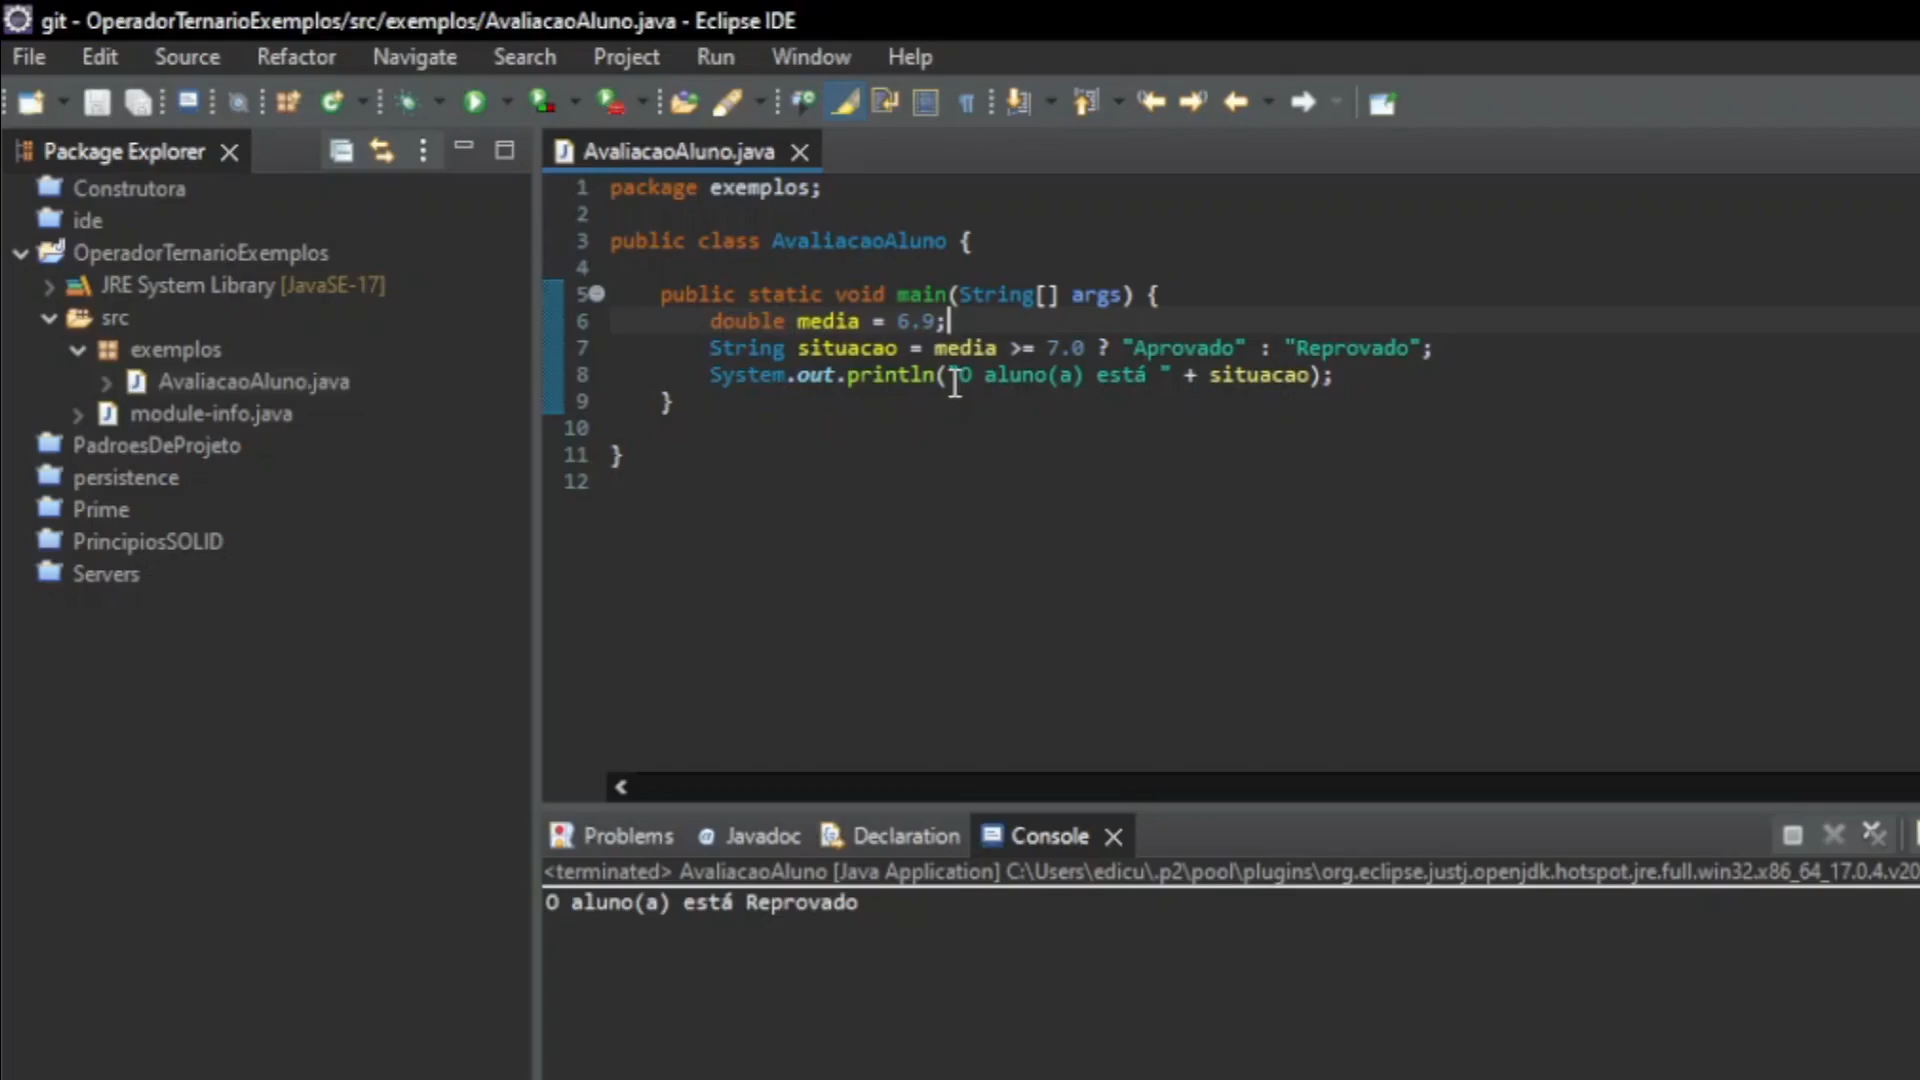 git - OperadorTernarioExemplos/src/exemplos/AvaliacaoAluno.java - Eclipse IDE
File Edit Source Refactor Navigate Search Project Run Window Help
Package Explorer
Construtora
ide
OperadorTernarioExemplos
JRE System Library [JavaSE-17]
src
exemplos
AvaliacaoAluno.java
module-info.java
PadroesDeProjeto
persistence
Prime
PrincipiosSOLID
Servers
AvaliacaoAluno.java
1 package exemplos;
2
3 public class AvaliacaoAluno {
4
5 public static void main(String[] args) {
6 double media = 6.9;
7 String situacao = media >= 7.0 ? "Aprovado" : "Reprovado";
8 System.out.println("O aluno(a) está " + situacao);
9 }
10
11 }
12
Problems Javadoc Declaration Console
<terminated> AvaliacaoAluno [Java Application] C:\Users\edicu\.p2\pool\plugins\org.eclipse.justj.openjdk.hotspot.jre.full.win32.x86_64_17.0.4.v20
O aluno(a) está Reprovado